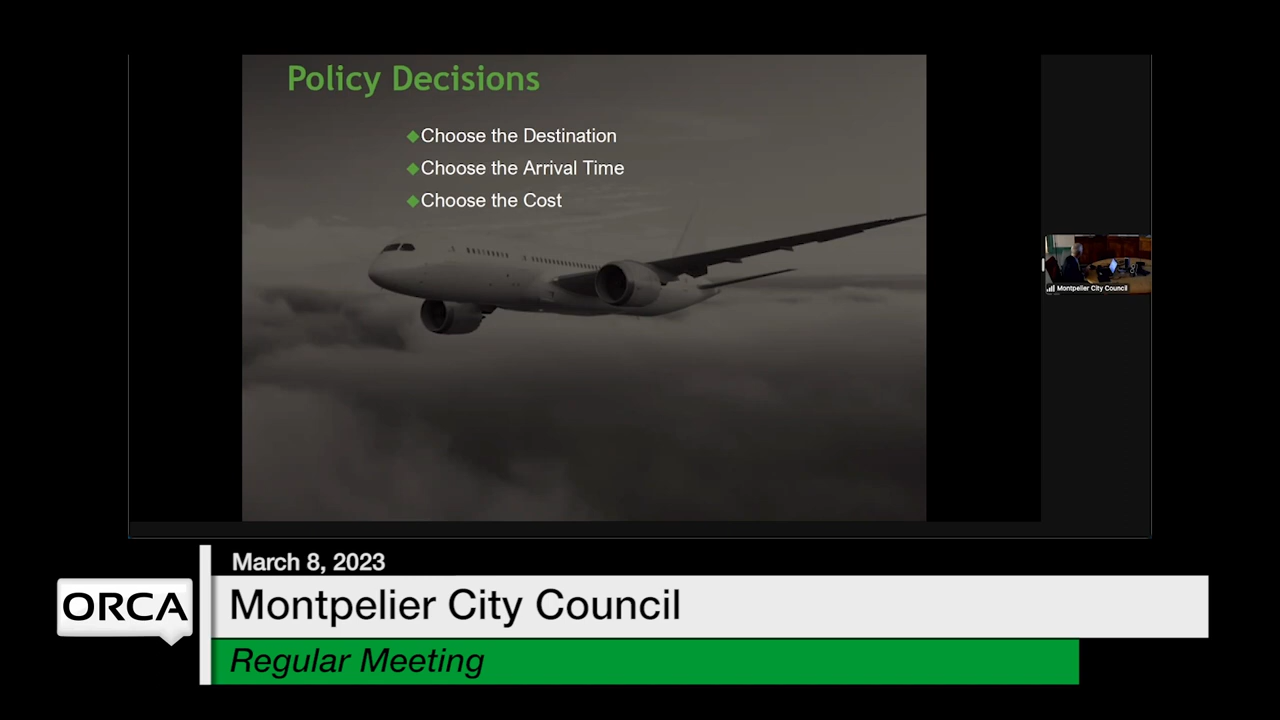 Policy Decisions
◆Choose the Destination
◆Choose the Arrival Time
◆Choose the Cost
Montpelier City Council
March 8, 2023
ORCA
Montpelier City Council
Regular Meeting